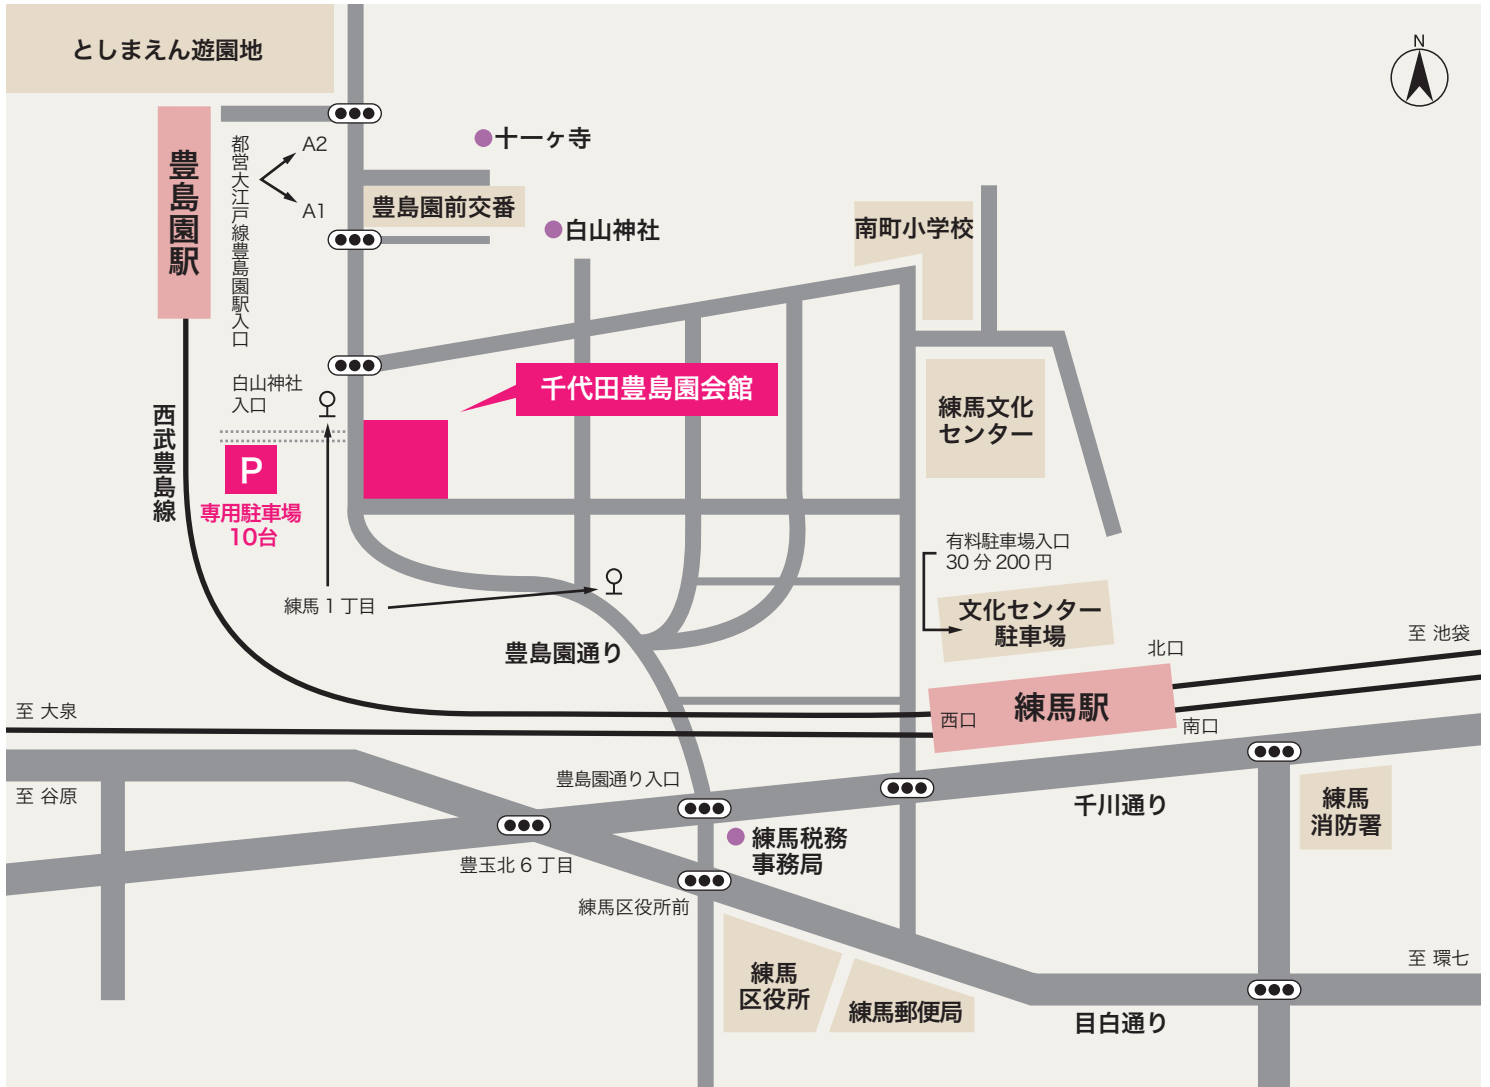 としまえん遊園地
N
豊島園駅
都営大江戸線豊島園駅入口
A2
A1
十一ヶ寺
豊島園前交番
白山神社
南町小学校
千代田豊島園会館
白山神社
入口
西武豊島線
P
専用駐車場
10台
練馬文化
センター
有料駐車場入口
30分200円
文化センター
駐車場
練馬1丁目
豊島園通り
北口
至 池袋
練馬駅
西口
南口
至 大泉
至 谷原
豊島園通り入口
千川通り
練馬
消防署
練馬税務
事務局
豊玉北6丁目
練馬区役所前
至 環七
練馬
区役所
練馬郵便局
目白通り